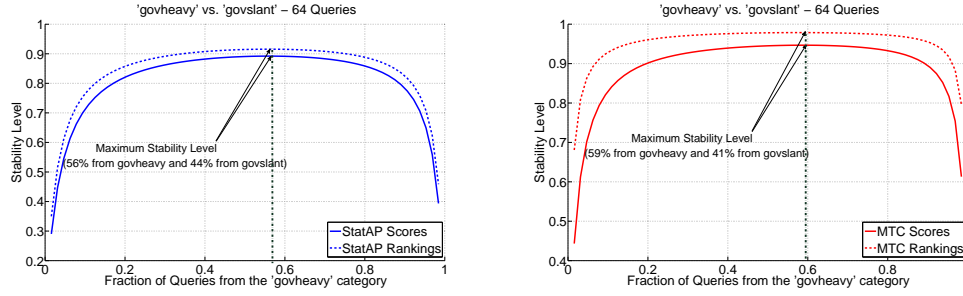 'govheavy' vs. 'govslant' – 64 Queries
1
0.9
0.8
0.7
0.6
0.5
0.4
0.3
0.2
Stability Level
Maximum Stability Level
(56% from govheavy and 44% from govslant)
StatAP Scores
StatAP Rankings
0
0.2
0.4
0.6
0.8
1
Fraction of Queries from the 'govheavy' category
'govheavy' vs. 'govslant' – 64 Queries
1
0.9
0.8
0.7
0.6
0.5
0.4
Stability Level
Maximum Stability Level
(59% from govheavy and 41% from govslant)
MTC Scores
MTC Rankings
0
0.2
0.4
0.6
0.8
Fraction of Queries from the 'govheavy' category